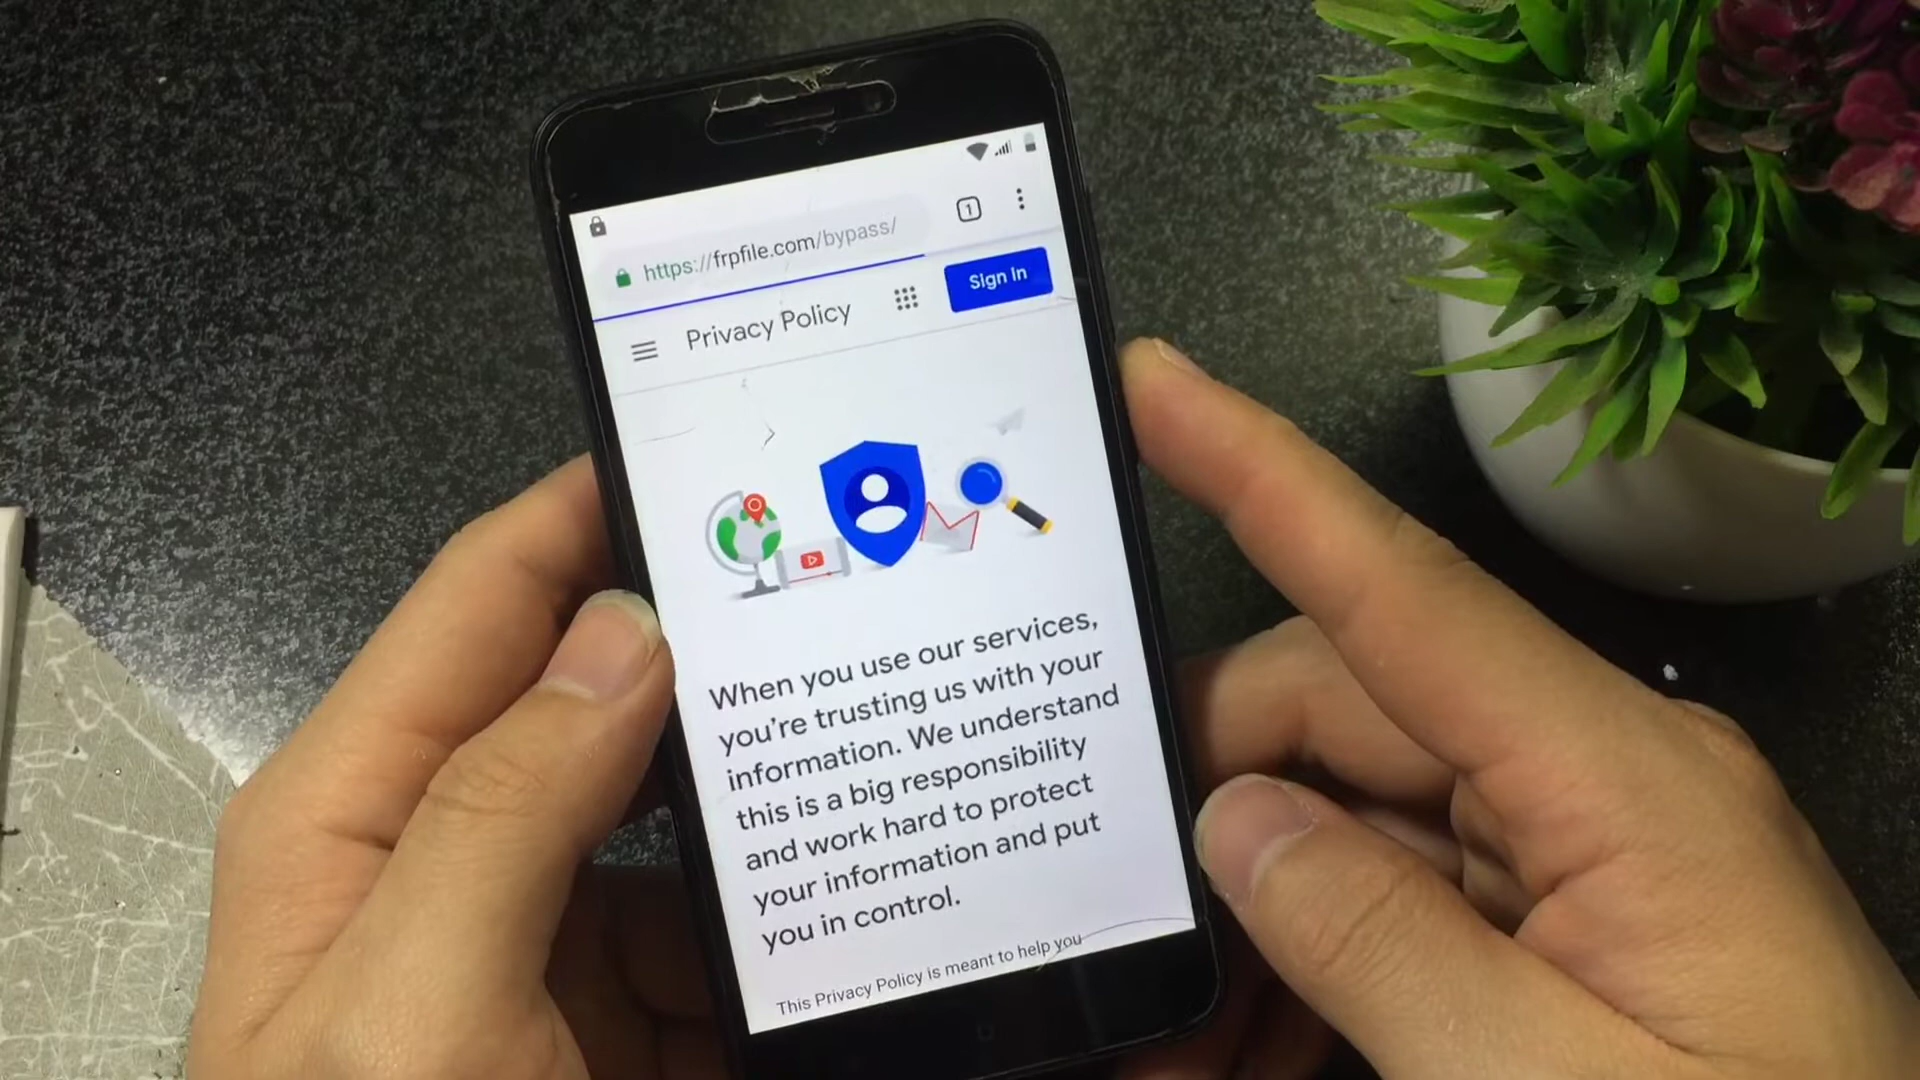 1
https://frpfile.com/bypass/
Sign in
Privacy Policy
When you use our services,
you’re trusting us with your
information. We understand
this is a big responsibility
and work hard to protect
your information and put
you in control.
This Privacy Policy is meant to help you